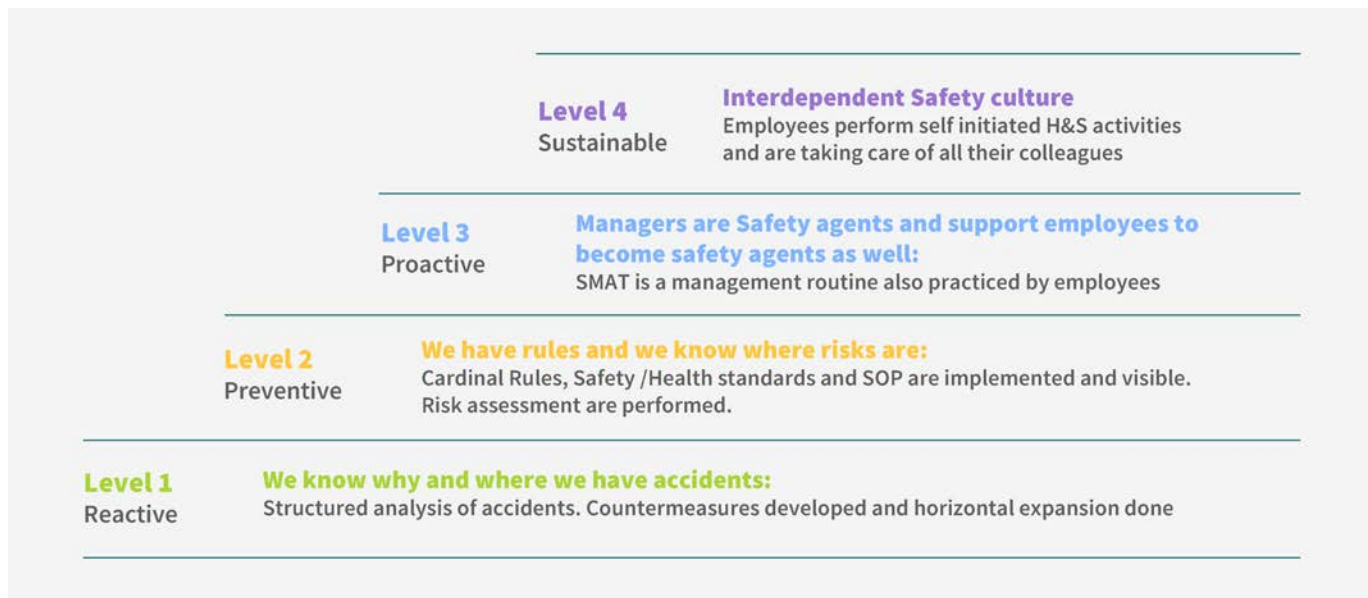 Level 4
Sustainable
Interdependent Safety culture
Employees perform self initiated H&S activities
and are taking care of all their colleagues
Level 3
Proactive
Managers are Safety agents and support employees to
become safety agents as well:
SMAT is a management routine also practiced by employees
Level 2
Preventive
We have rules and we know where risks are:
Cardinal Rules, Safety /Health standards and SOP are implemented and visible.
Risk assessment are performed.
Level 1
Reactive
We know why and where we have accidents:
Structured analysis of accidents. Countermeasures developed and horizontal expansion done